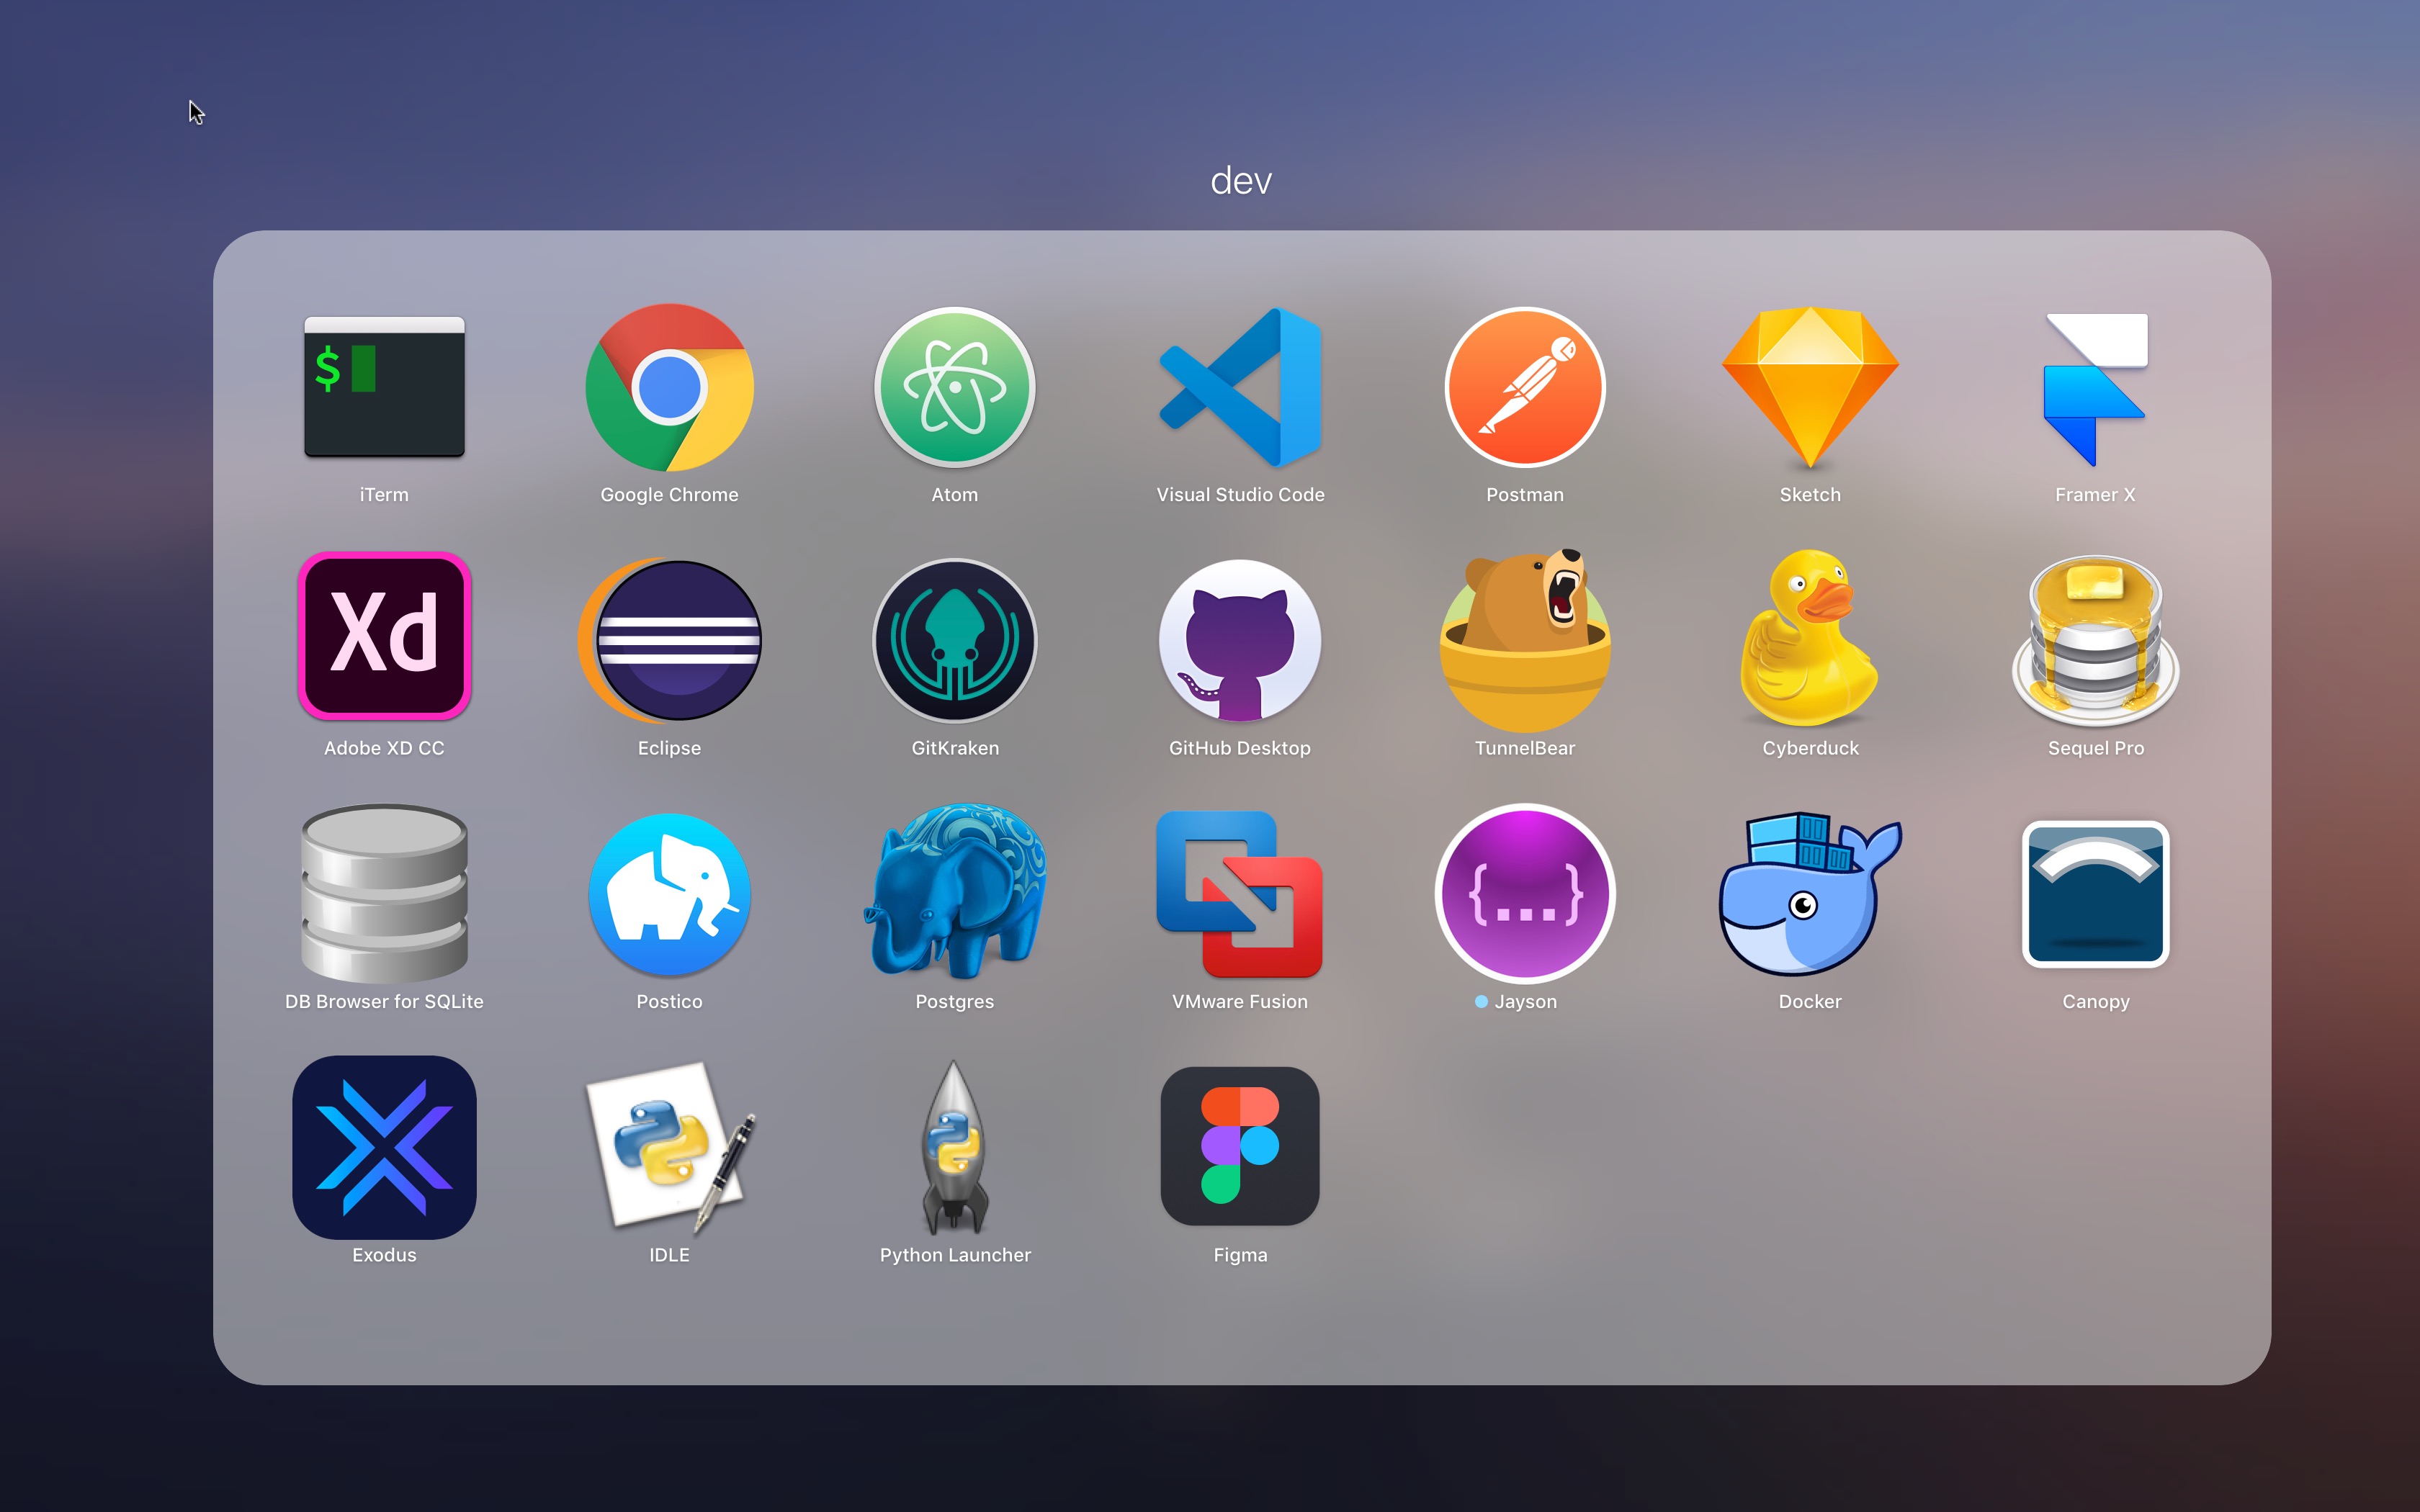 dev
$
iTerm
Google Chrome
Atom
Visual Studio Code
Postman
Sketch
Framer X
Xd
Adobe XD CC
Eclipse
GitKraken
GitHub Desktop
TunnelBear
Cyberduck
Sequel Pro
{...}
DB Browser for SQLite
Postico
Postgres
VMware Fusion
Jayson
Docker
Canopy
Exodus
IDLE
Python Launcher
Figma